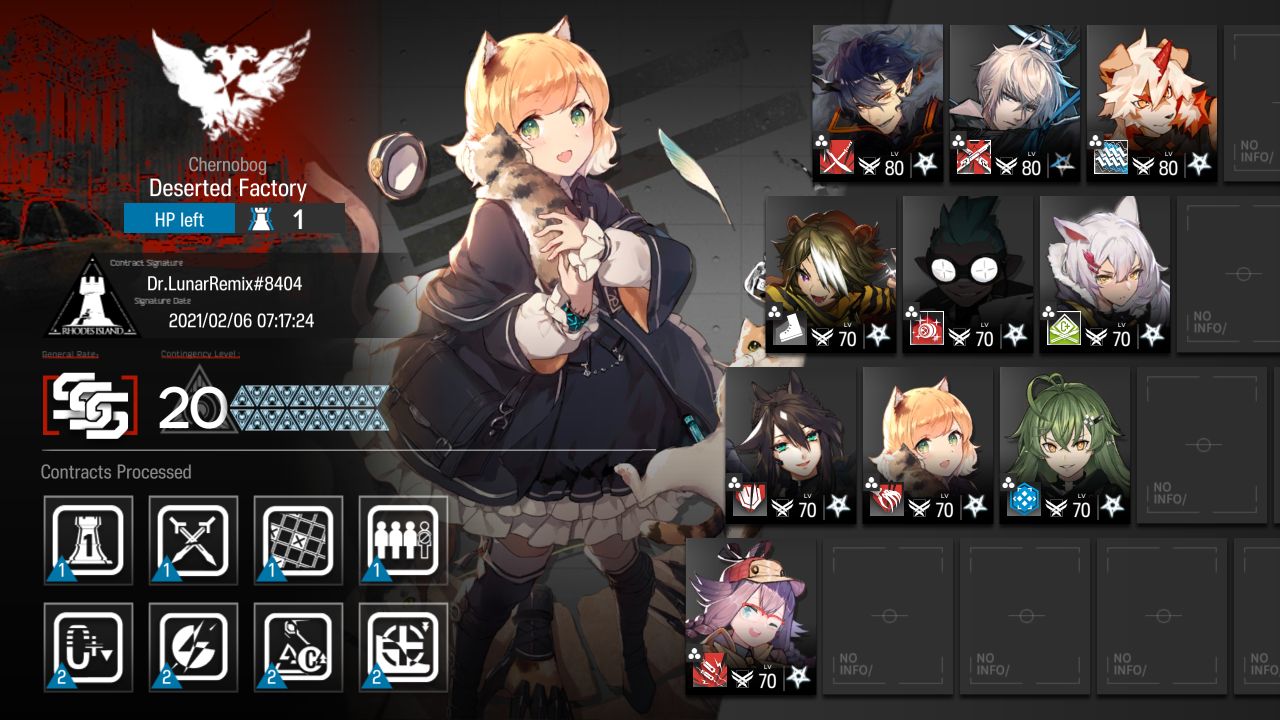 Chernobog
Deserted Factory
HP left 1
Contract Signature
Dr.LunarRemix#8404
Signature Date
2021/02/06 07:17:24
RHODES ISLAND
General Rate:
Contingency Level :
20
Contracts Processed
1
1 1 1 1
2 2 2 2
LV 80
LV 80
LV 80
NO INFO/
LV 70
LV 70
LV 70
NO INFO/
LV 70
LV 70
LV 70
NO INFO/
LV 70
NO INFO/
NO INFO/
NO INFO/
NO INFO